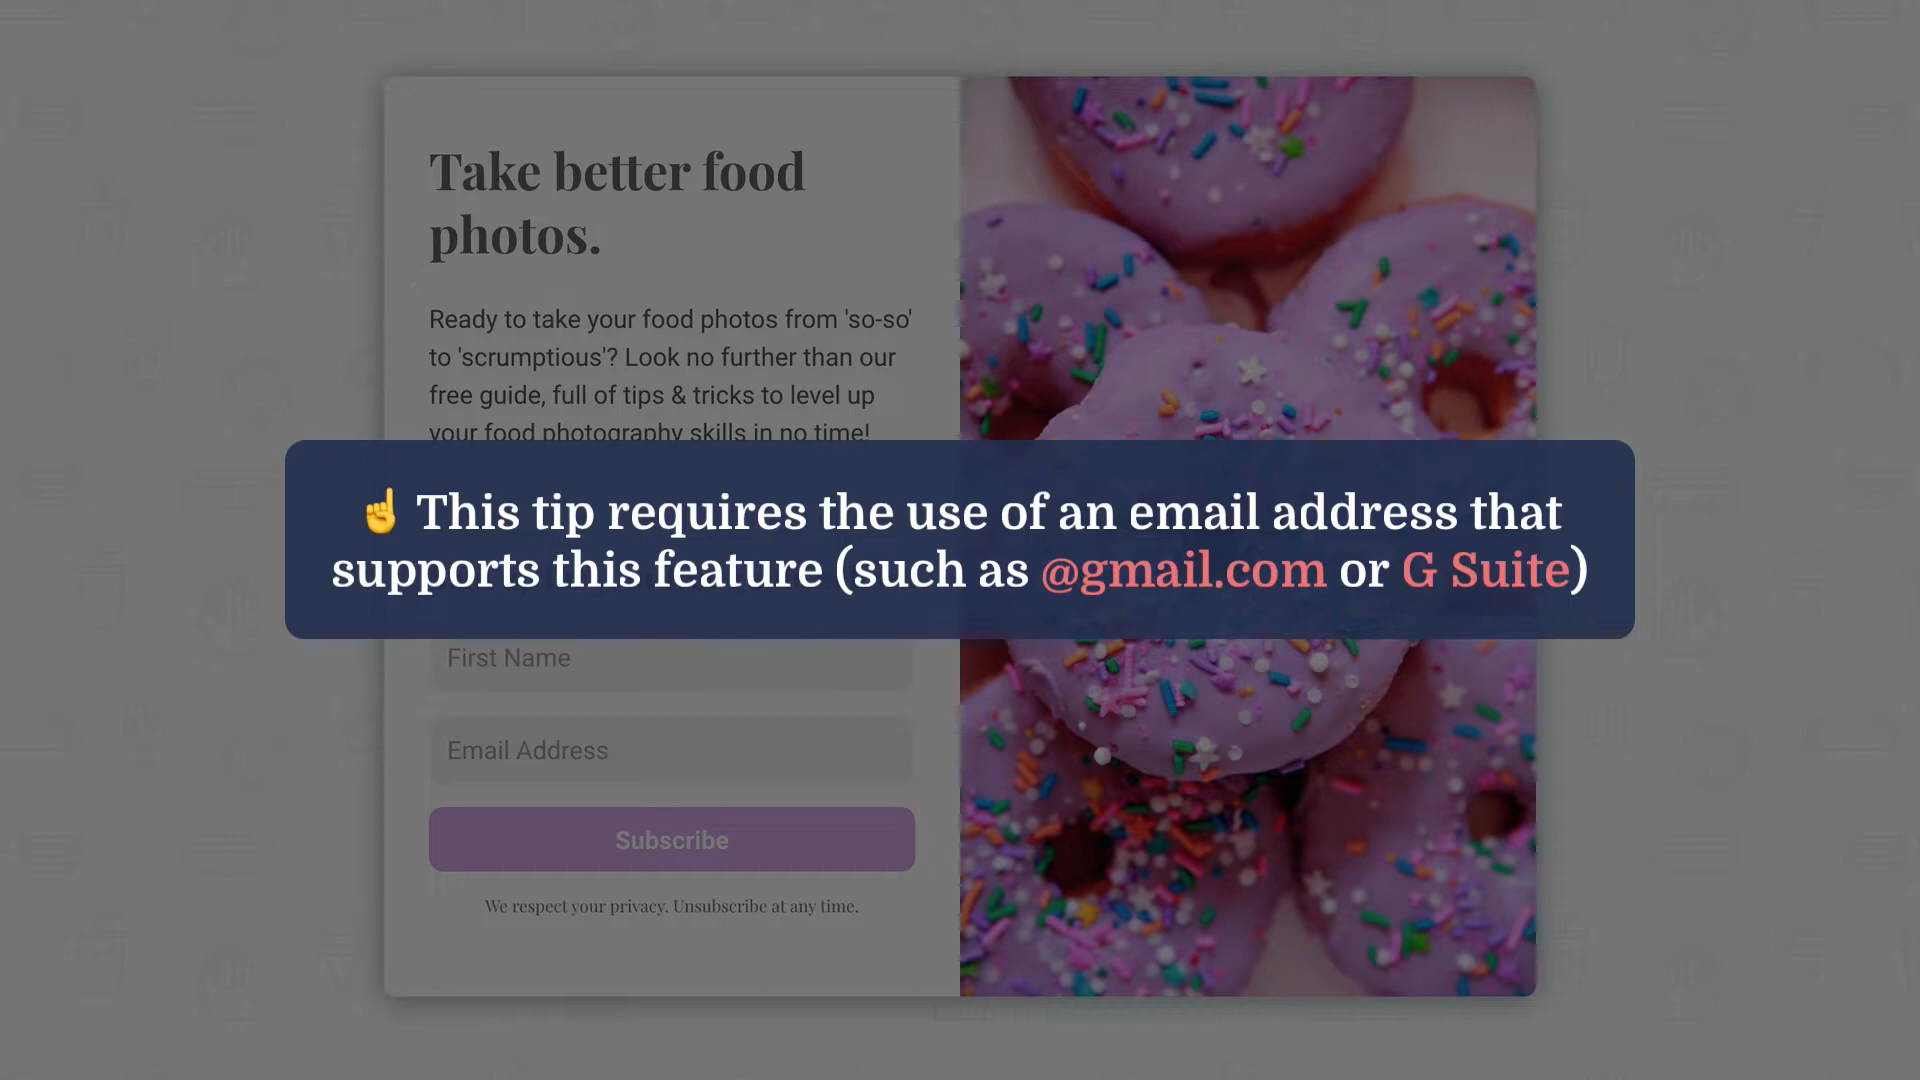 Take better food
photos.
Ready to take your food photos from 'so-so'
to 'scrumptious'? Look no further than our
free guide, full of tips & tricks to level up
your food photography skills in no time!
☝️ This tip requires the use of an email address that
supports this feature (such as @gmail.com or G Suite)
First Name
Email Address
Subscribe
We respect your privacy. Unsubscribe at any time.